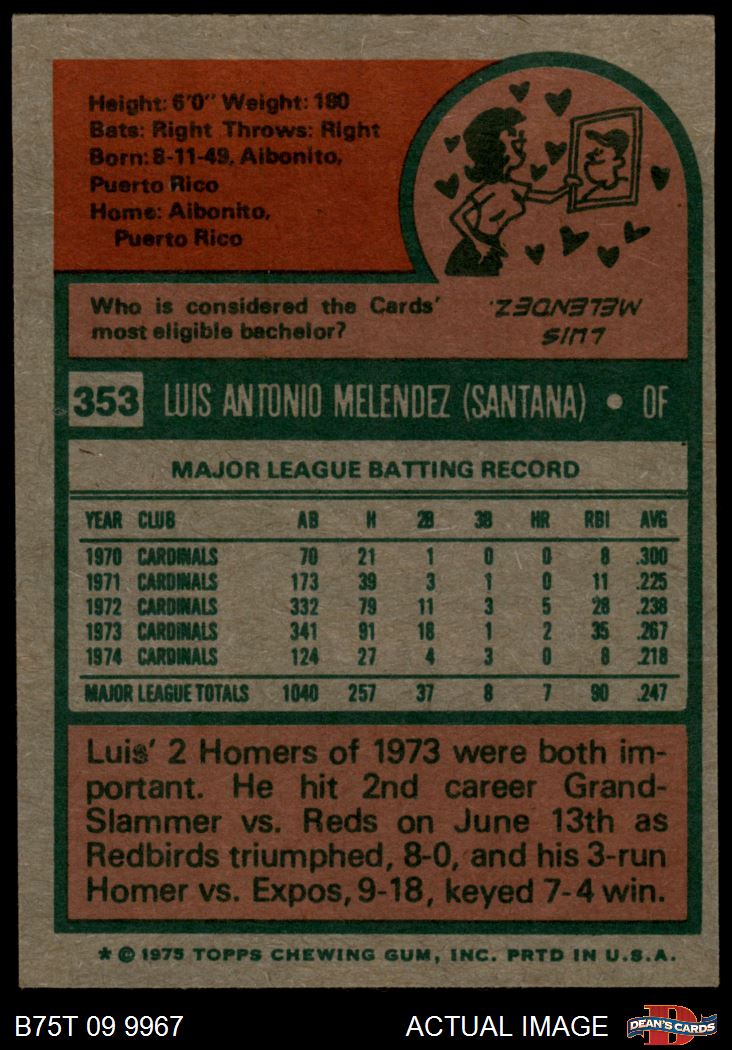 Height: 6'0" Weight: 180
Bats: Right Throws: Right
Born: 8-11-49, Aibonito,
Puerto Rico
Home: Aibonito,
Puerto Rico
Who is considered the Cards'
most eligible bachelor?
LUIS
MELENDEZ.
353 LUIS ANTONIO MELENDEZ (SANTANA) • OF
MAJOR LEAGUE BATTING RECORD
YEAR CLUB AB H 2B 3B HR RBI AVG
1970 CARDINALS 70 21 1 0 0 8 .300
1971 CARDINALS 173 39 3 1 0 11 .225
1972 CARDINALS 332 79 11 3 5 28 .238
1973 CARDINALS 341 91 18 1 2 35 .267
1974 CARDINALS 124 27 4 3 0 8 .218
MAJOR LEAGUE TOTALS 1040 257 37 8 7 90 .247
Luis' 2 Homers of 1973 were both im-
portant. He hit 2nd career Grand-
Slammer vs. Reds on June 13th as
Redbirds triumphed, 8-0, and his 3-run
Homer vs. Expos, 9-18, keyed 7-4 win.
* © 1975 TOPPS CHEWING GUM, INC. PRTD IN U.S.A.
B75T 09 9967 ACTUAL IMAGE
D
DEAN'S CARDS